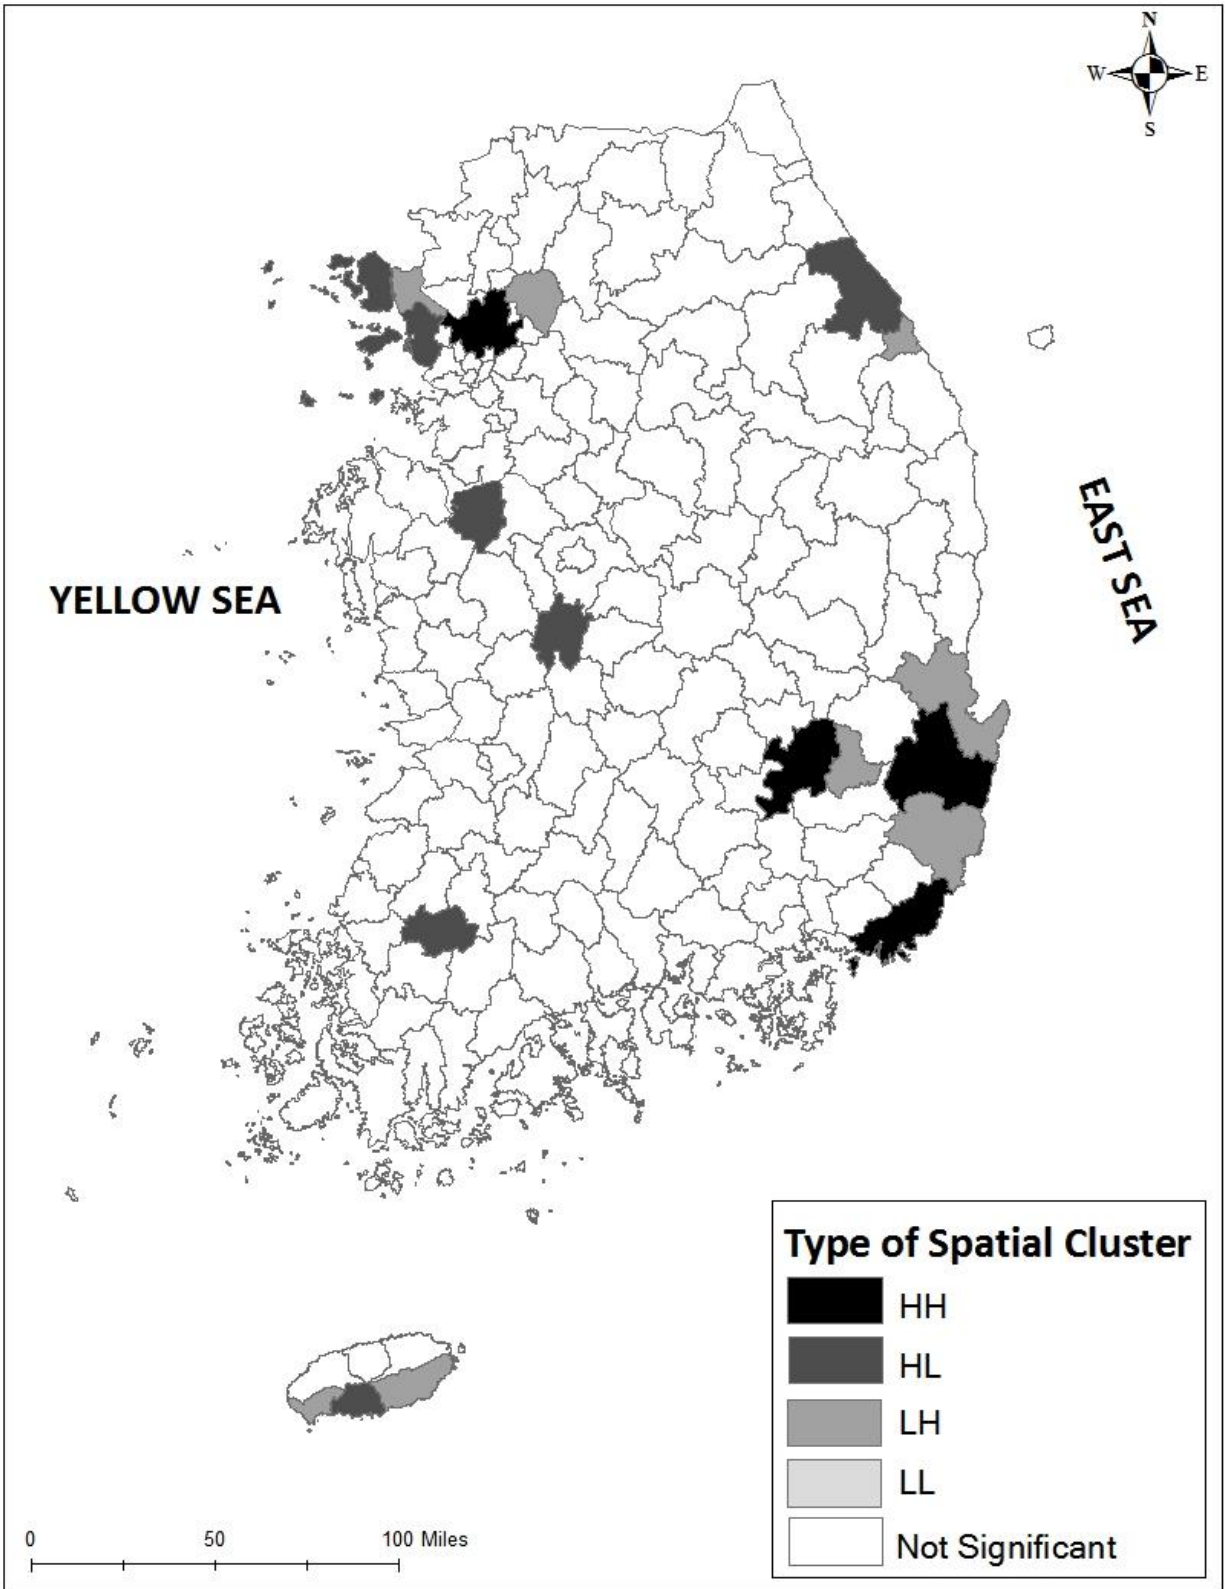 N
W E
S
YELLOW SEA
EAST SEA
Type of Spatial Cluster
HH
HL
LH
LL
Not Significant
0 50 100 Miles